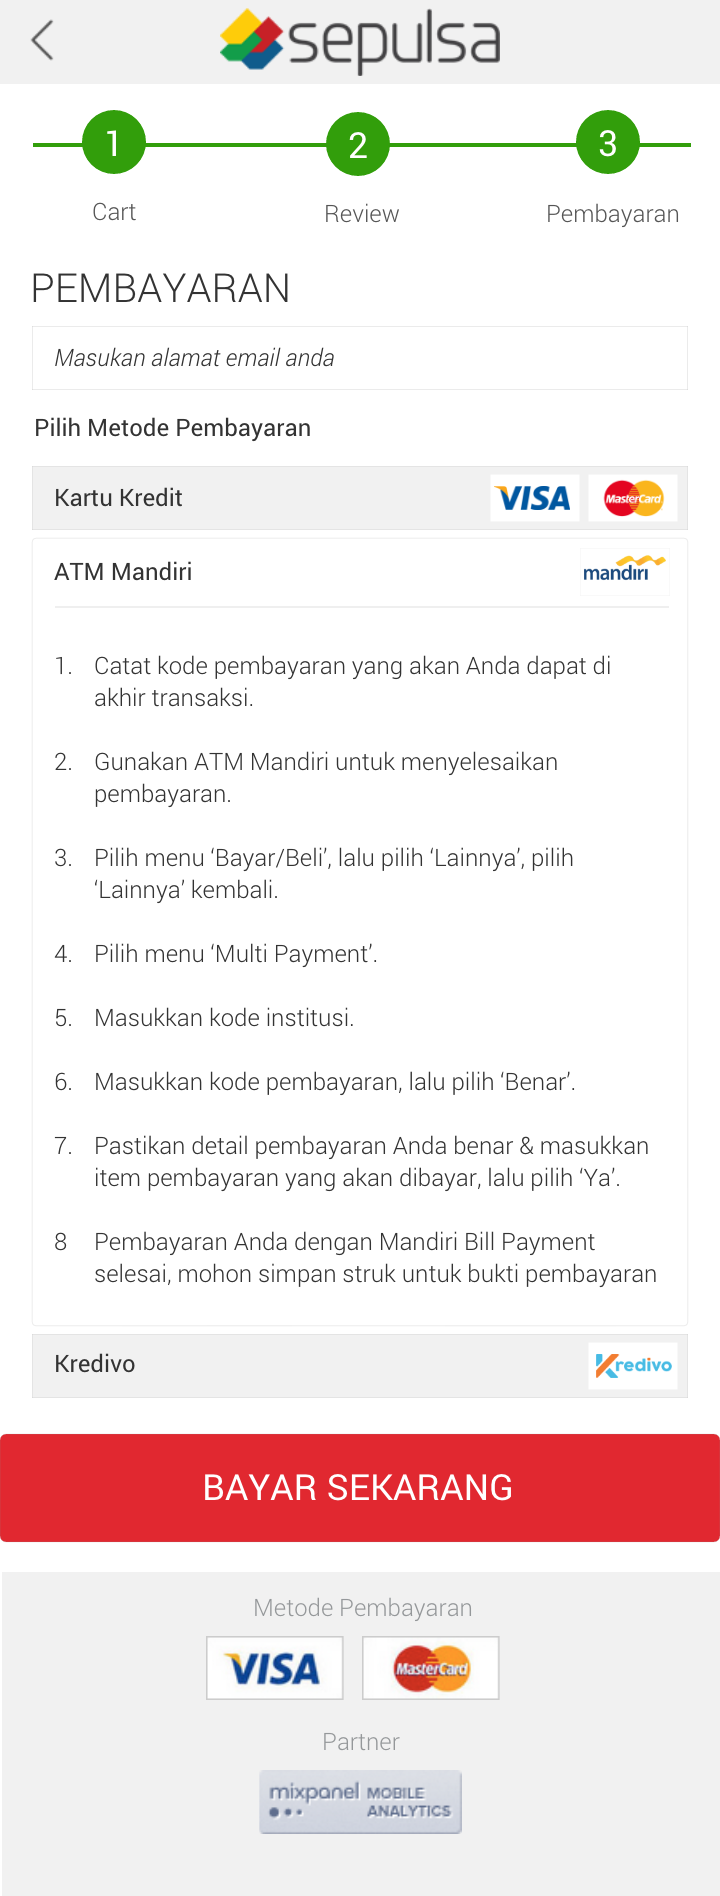 sepulsa
1 2 3
Cart Review Pembayaran
PEMBAYARAN
Masukan alamat email anda
Pilih Metode Pembayaran
Kartu Kredit VISA MasterCard
ATM Mandiri mandiri
1. Catat kode pembayaran yang akan Anda dapat di
akhir transaksi.
2. Gunakan ATM Mandiri untuk menyelesaikan
pembayaran.
3. Pilih menu ‘Bayar/Beli’, lalu pilih ‘Lainnya’, pilih
‘Lainnya’ kembali.
4. Pilih menu ‘Multi Payment’.
5. Masukkan kode institusi.
6. Masukkan kode pembayaran, lalu pilih ‘Benar’.
7. Pastikan detail pembayaran Anda benar & masukkan
item pembayaran yang akan dibayar, lalu pilih ‘Ya’.
8 Pembayaran Anda dengan Mandiri Bill Payment
selesai, mohon simpan struk untuk bukti pembayaran
Kredivo Kredivo
BAYAR SEKARANG
Metode Pembayaran
VISA MasterCard
Partner
mixpanel MOBILE
ANALYTICS